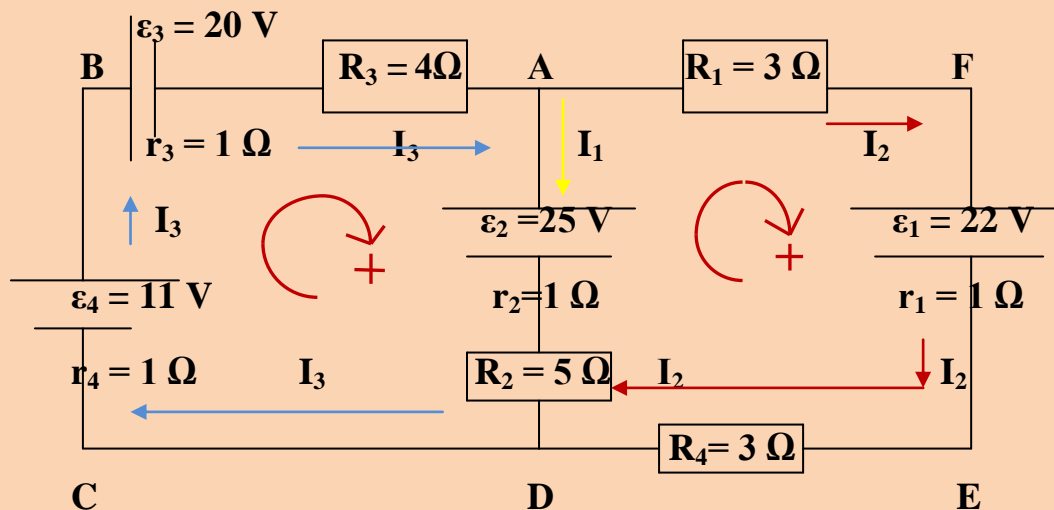 ε₃ = 20 V
B
R₃ = 4Ω
A
R₁ = 3 Ω
F
r₃ = 1 Ω
I₃
I₁
I₂
I₃
ε₂ =25 V
ε₁ = 22 V
+
+
ε₄ = 11 V
r₂=1 Ω
r₁ = 1 Ω
r₄ = 1 Ω
I₃
R₂ = 5 Ω
I₂
I₂
R₄= 3 Ω
C
D
E